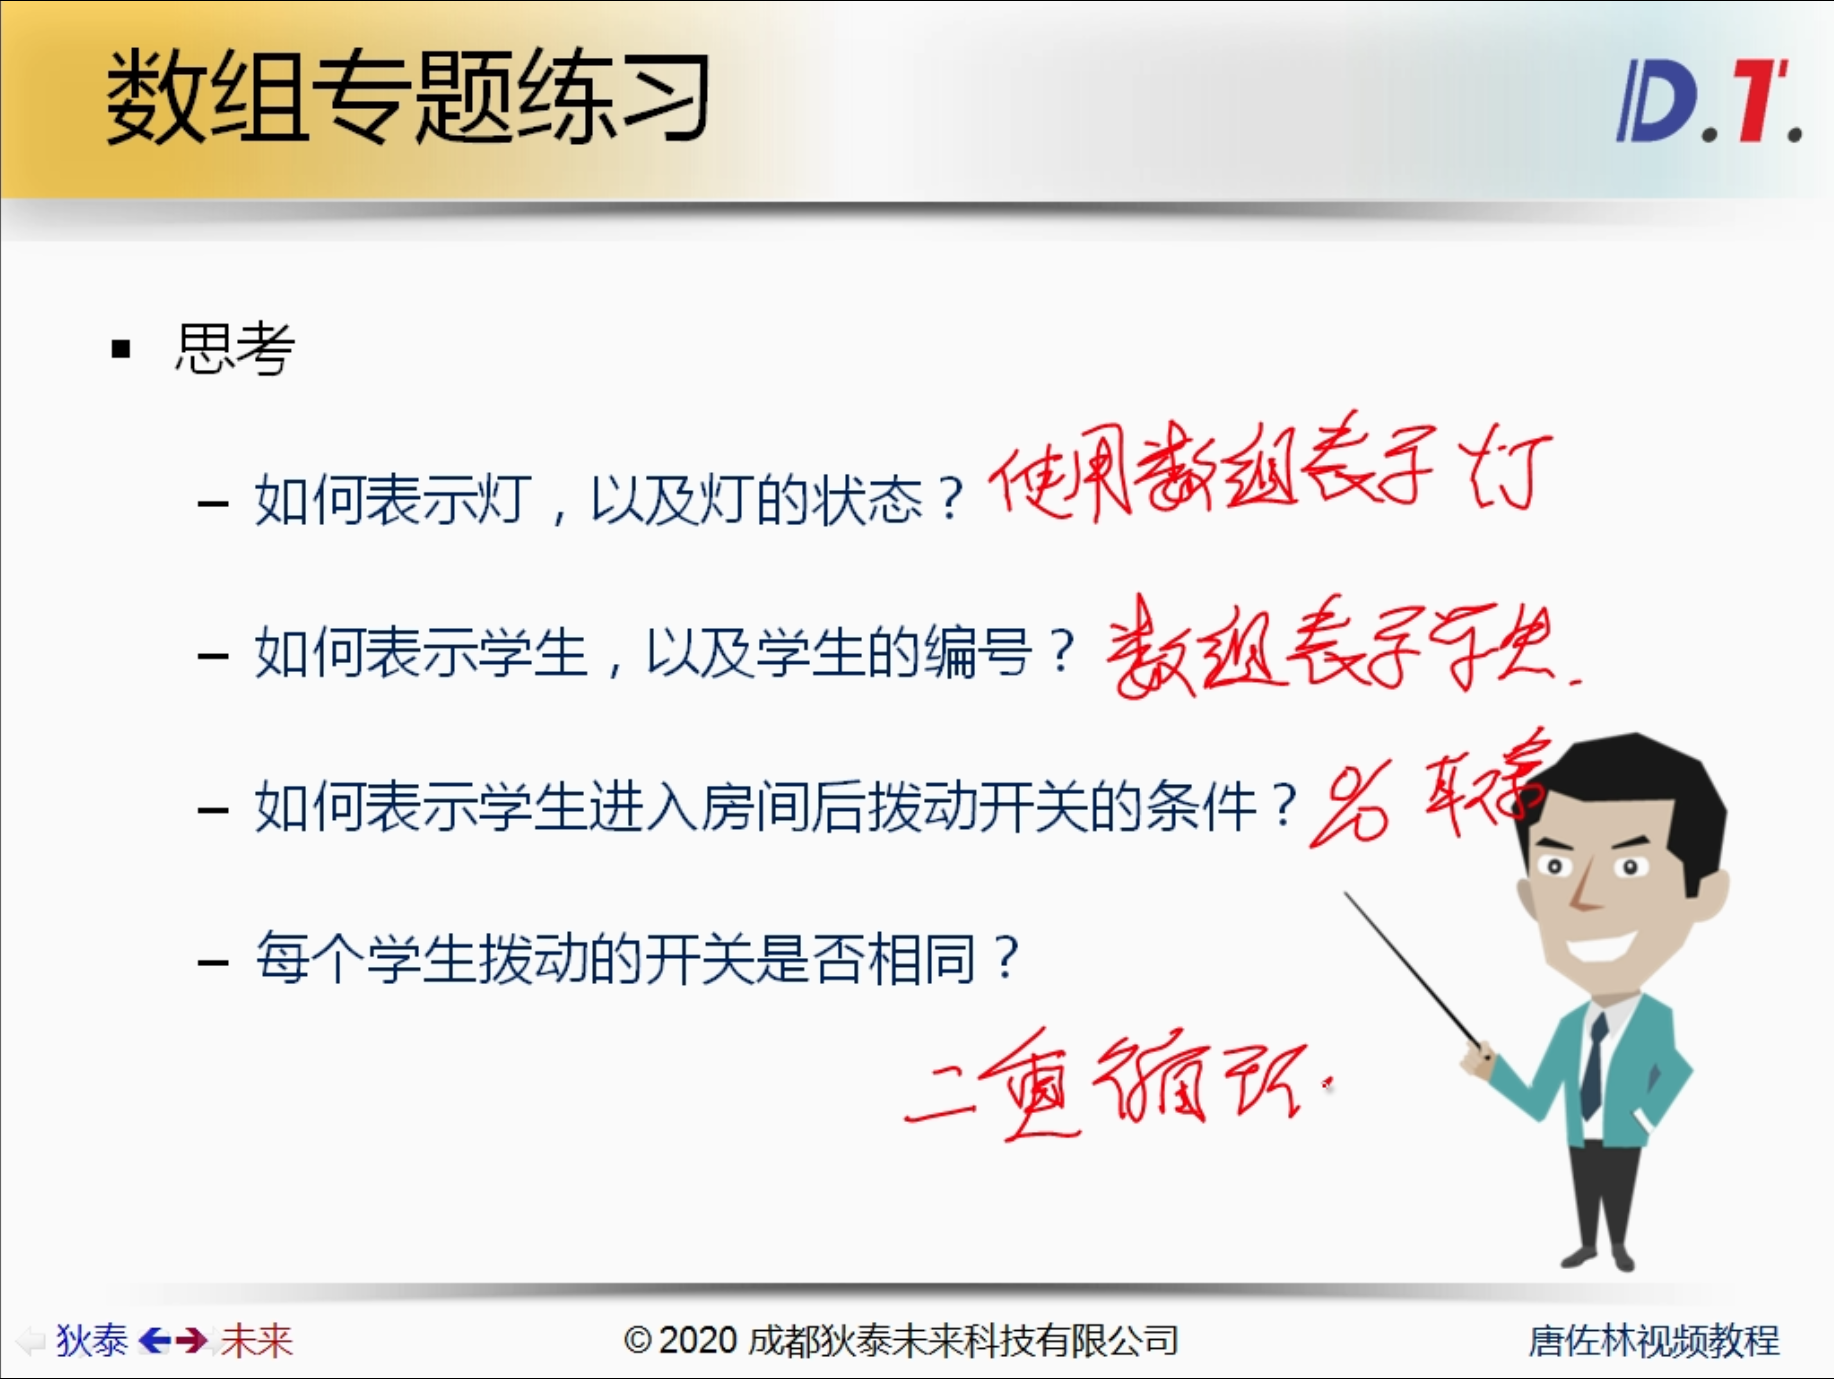 数组专题练习
D.T.
▪ 思考
– 如何表示灯，以及灯的状态？ 使用数组表示灯
– 如何表示学生，以及学生的编号？ 数组表示学生.
– 如何表示学生进入房间后拨动开关的条件？ %
– 每个学生拨动的开关是否相同？
二重循环.
狄泰 未来
© 2020 成都狄泰未来科技有限公司
唐佐林视频教程